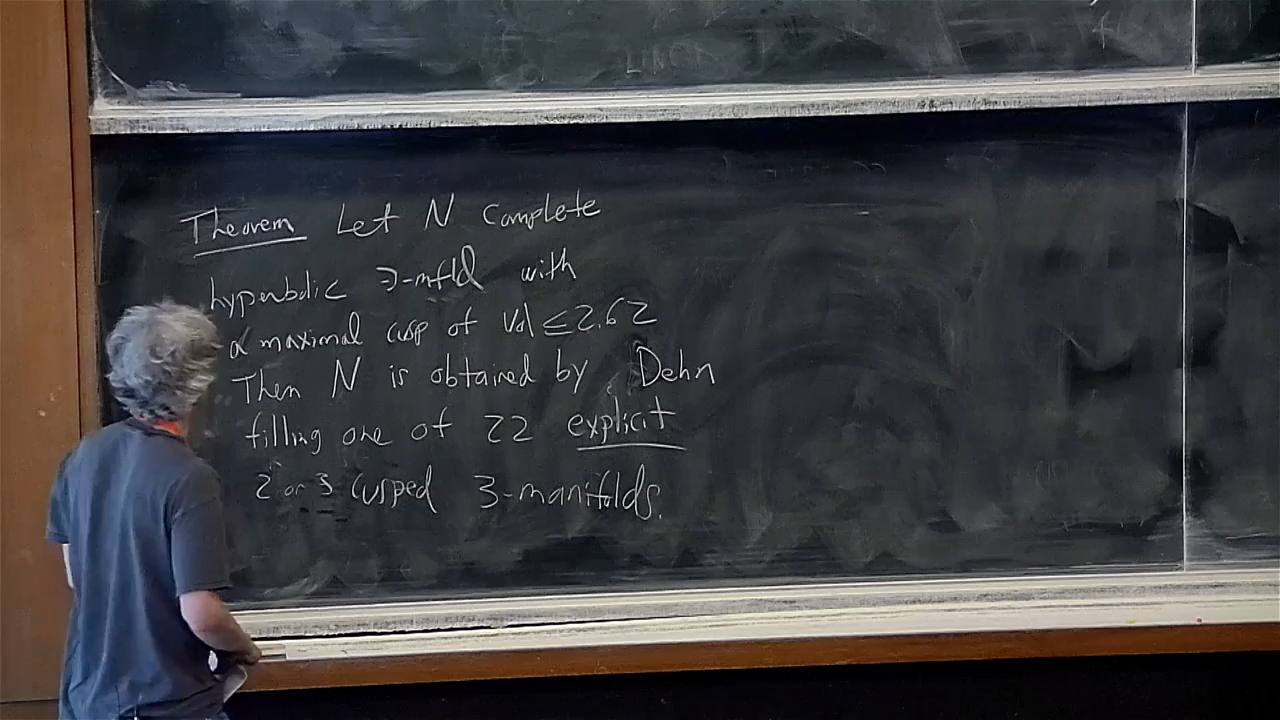 Theorem Let N complete
hyperbolic 3-mfld with
a maximal cusp of Vol ≤ 2.62
Then N is obtained by Dehn
filling one of 22 explicit
2 or 3 cusped 3-manifolds.